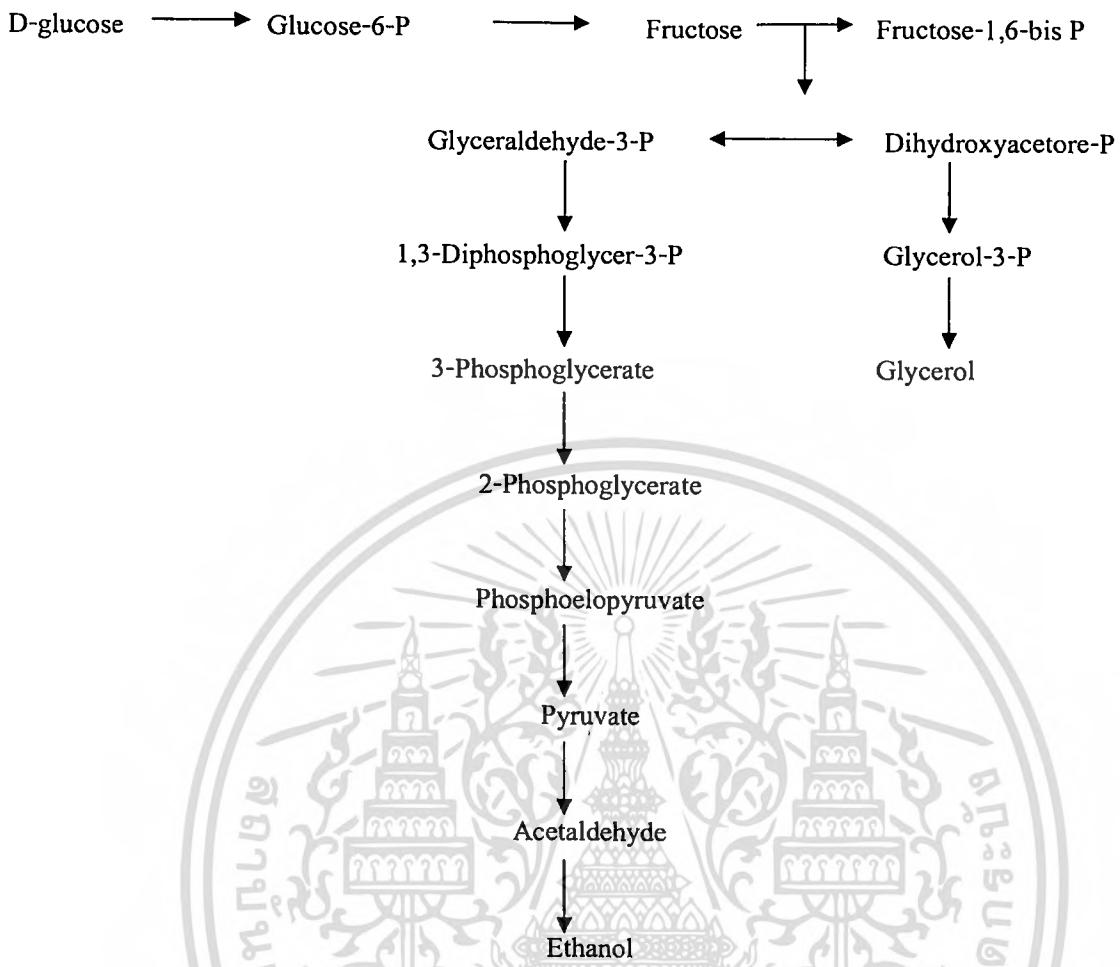 D-glucose Glucose-6-P Fructose Fructose-1,6-bis P
Glyceraldehyde-3-P Dihydroxyacetore-P
1,3-Diphosphoglycer-3-P Glycerol-3-P
3-Phosphoglycerate Glycerol
2-Phosphoglycerate
Phosphoelopyruvate
Pyruvate
Acetaldehyde
Ethanol